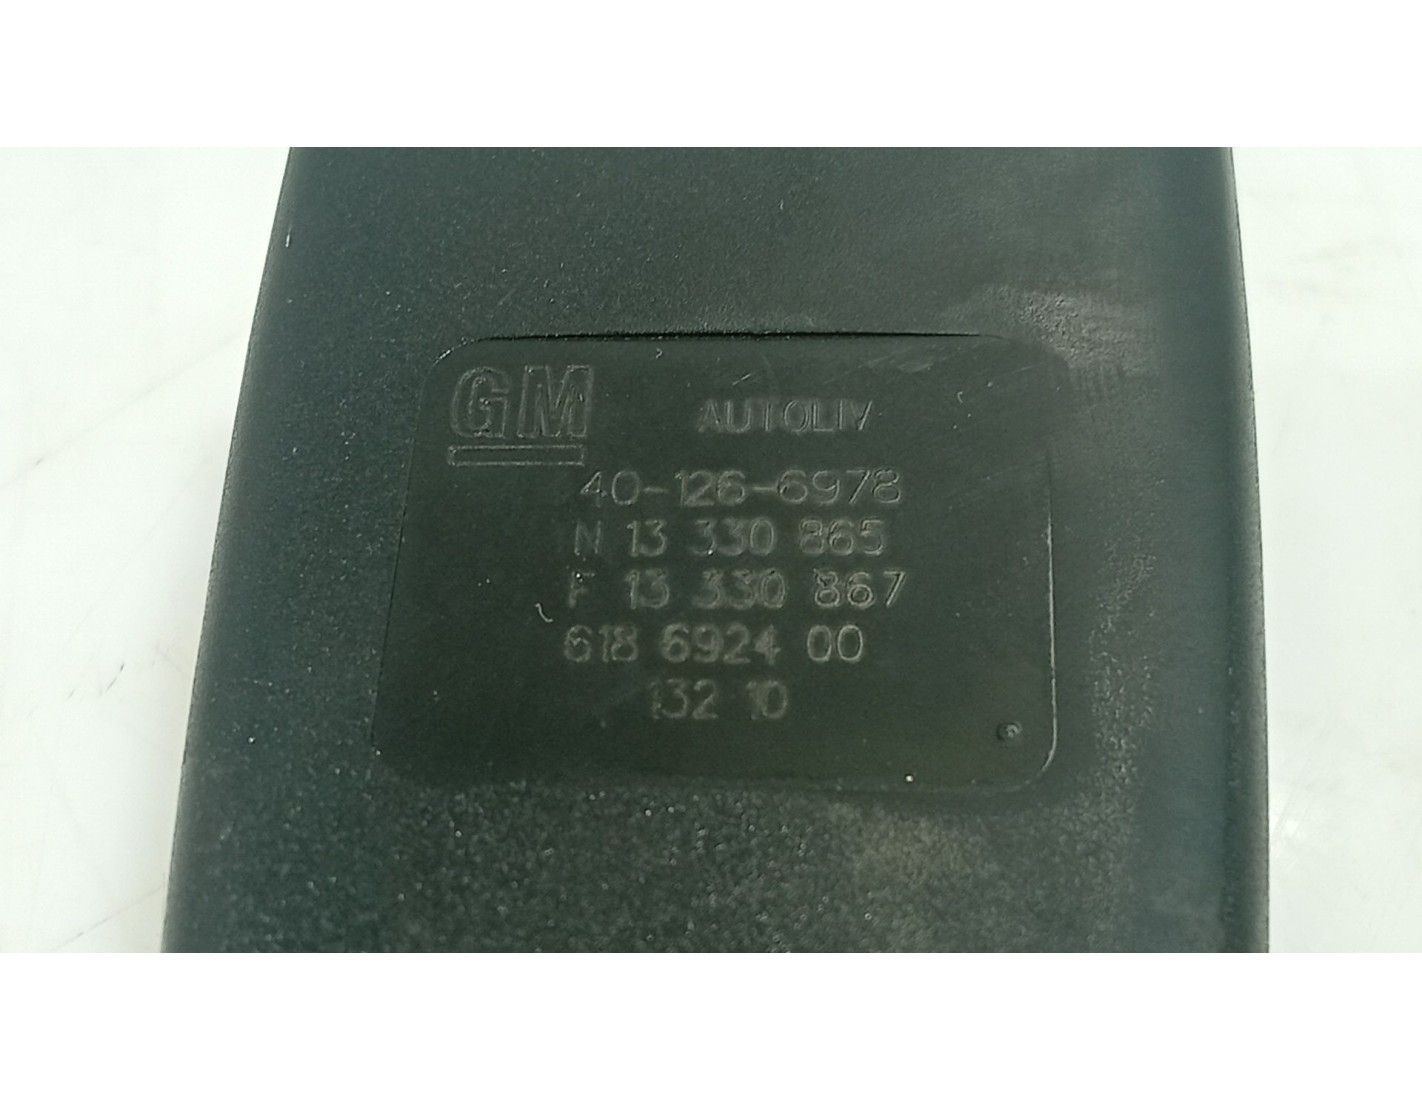 GM AUTOLIV
40-126-6978
N 13 330 865
F 13 330 867
618 6924 00
132 10